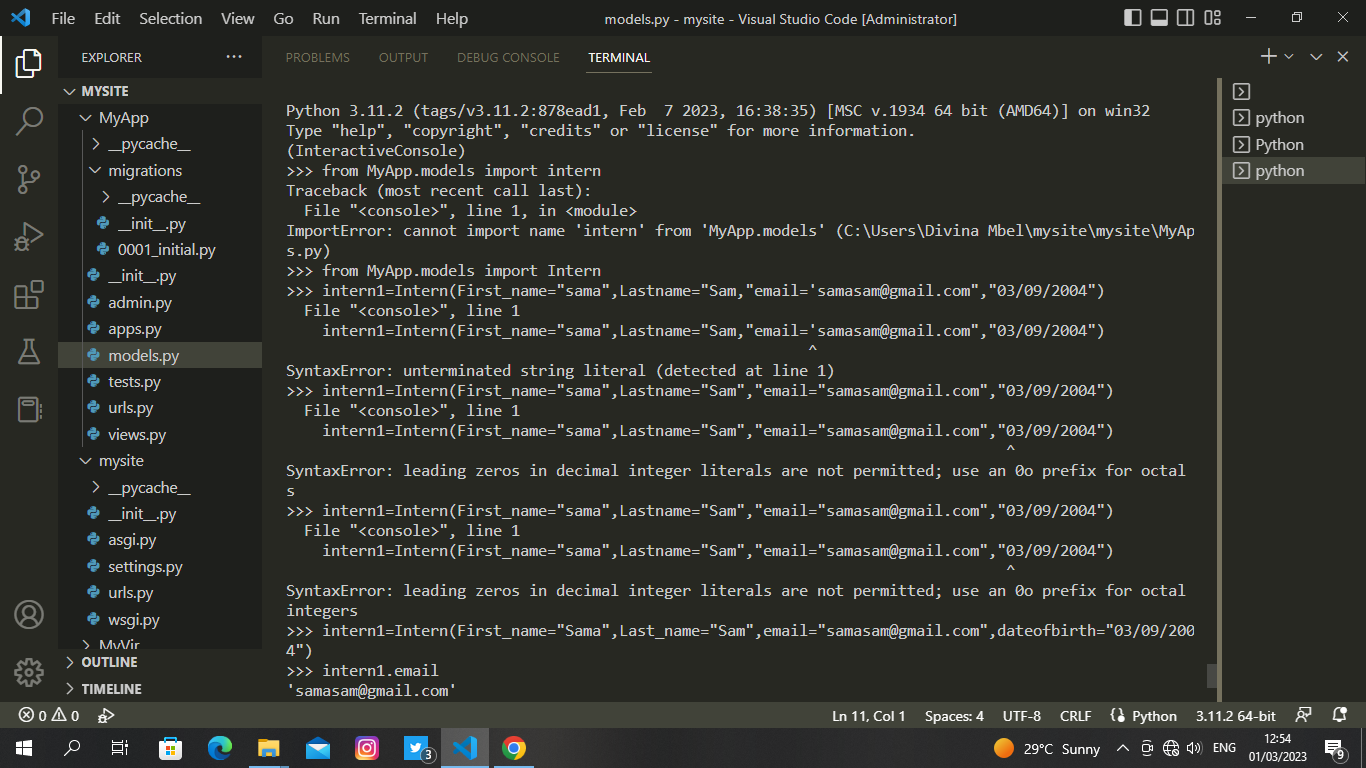 File Edit Selection View Go Run Terminal Help
models.py - mysite - Visual Studio Code [Administrator]
EXPLORER
MYSITE
MyApp
__pycache__
migrations
__pycache__
__init__.py
0001_initial.py
__init__.py
admin.py
apps.py
models.py
tests.py
urls.py
views.py
mysite
__pycache__
__init__.py
asgi.py
settings.py
urls.py
wsgi.py
MyVir
OUTLINE
TIMELINE
PROBLEMS OUTPUT DEBUG CONSOLE TERMINAL
Python 3.11.2 (tags/v3.11.2:878ead1, Feb  7 2023, 16:38:35) [MSC v.1934 64 bit (AMD64)] on win32
Type "help", "copyright", "credits" or "license" for more information.
(InteractiveConsole)
>>> from MyApp.models import intern
Traceback (most recent call last):
  File "<console>", line 1, in <module>
ImportError: cannot import name 'intern' from 'MyApp.models' (C:\Users\Divina Mbel\mysite\mysite\MyAp
s.py)
>>> from MyApp.models import Intern
>>> intern1=Intern(First_name="sama",Lastname="Sam,"email='samasam@gmail.com","03/09/2004")
  File "<console>", line 1
    intern1=Intern(First_name="sama",Lastname="Sam,"email='samasam@gmail.com","03/09/2004")
^
SyntaxError: unterminated string literal (detected at line 1)
>>> intern1=Intern(First_name="sama",Lastname="Sam","email="samasam@gmail.com","03/09/2004")
  File "<console>", line 1
    intern1=Intern(First_name="sama",Lastname="Sam","email="samasam@gmail.com","03/09/2004")
^
SyntaxError: leading zeros in decimal integer literals are not permitted; use an 0o prefix for octal
s
>>> intern1=Intern(First_name="sama",Lastname="Sam","email="samasam@gmail.com","03/09/2004")
  File "<console>", line 1
    intern1=Intern(First_name="sama",Lastname="Sam","email="samasam@gmail.com","03/09/2004")
^
SyntaxError: leading zeros in decimal integer literals are not permitted; use an 0o prefix for octal
integers
>>> intern1=Intern(First_name="Sama",Last_name="Sam",email="samasam@gmail.com",dateofbirth="03/09/200
4")
>>> intern1.email
'samasam@gmail.com'
python
Python
python
0 0
Ln 11, Col 1 Spaces: 4 UTF-8 CRLF Python 3.11.2 64-bit
3
29°C Sunny ENG
12:54
01/03/2023
9